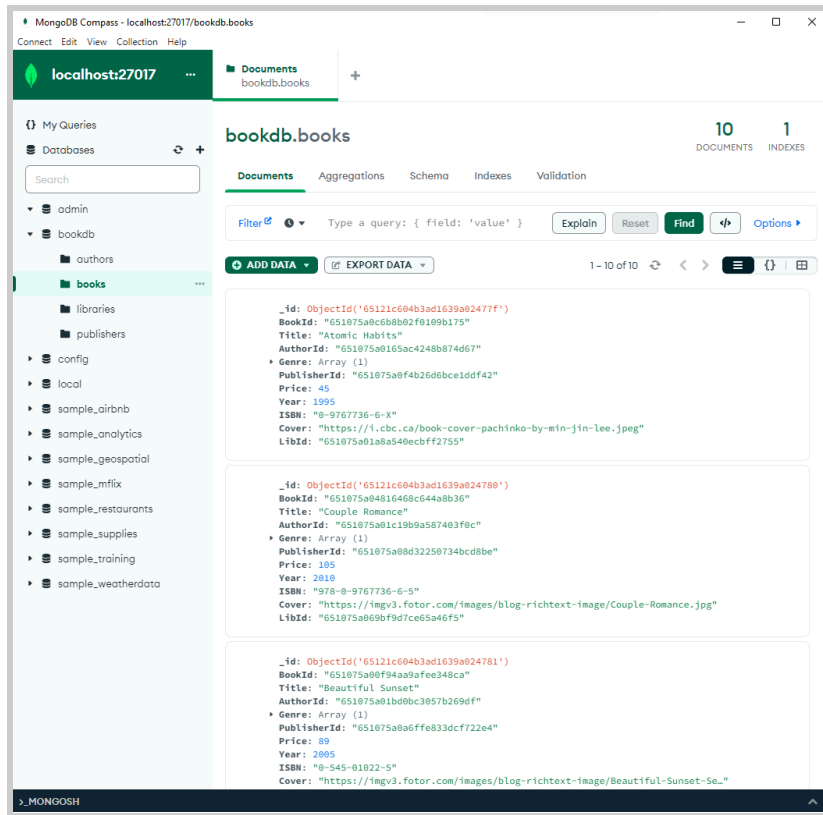 MongoDB Compass - localhost:27017/bookdb.books
Connect Edit View Collection Help
localhost:27017 ...
Documents
bookdb.books
+
{} My Queries
Databases
+
Search
admin
bookdb
authors
books ...
libraries
publishers
config
local
sample_airbnb
sample_analytics
sample_geospatial
sample_mflix
sample_restaurants
sample_supplies
sample_training
sample_weatherdata
bookdb.books
10
DOCUMENTS
1
INDEXES
Documents Aggregations Schema Indexes Validation
Filter Type a query: { field: 'value' } Explain Reset Find </> Options
ADD DATA EXPORT DATA 1 – 10 of 10 {}
_id: ObjectId('65121c604b3ad1639a02477f')
BookId: "651075a0c6b8b02f0109b175"
Title: "Atomic Habits"
AuthorId: "651075a0165ac4248b874d67"
Genre: Array (1)
PublisherId: "651075a0f4b26d6bce1ddf42"
Price: 45
Year: 1995
ISBN: "0-9767736-6-X"
Cover: "https://i.cbc.ca/book-cover-pachinko-by-min-jin-lee.jpeg"
LibId: "651075a01a8a540ecbff2755"
_id: ObjectId('65121c604b3ad1639a024780')
BookId: "651075a04816468c644a8b36"
Title: "Couple Romance"
AuthorId: "651075a01c19b9a587403f0c"
Genre: Array (1)
PublisherId: "651075a08d32250734bcd8be"
Price: 105
Year: 2010
ISBN: "978-0-9767736-6-5"
Cover: "https://imgv3.fotor.com/images/blog-richtext-image/Couple-Romance.jpg"
LibId: "651075a069bf9d7ce65a46f5"
_id: ObjectId('65121c604b3ad1639a024781')
BookId: "651075a00f94aa9afee348ca"
Title: "Beautiful Sunset"
AuthorId: "651075a01bd0bc3057b269df"
Genre: Array (1)
PublisherId: "651075a0a6ffe833dcf722e4"
Price: 89
Year: 2005
ISBN: "0-545-01022-5"
Cover: "https://imgv3.fotor.com/images/blog-richtext-image/Beautiful-Sunset-Se…"
>_MONGOSH